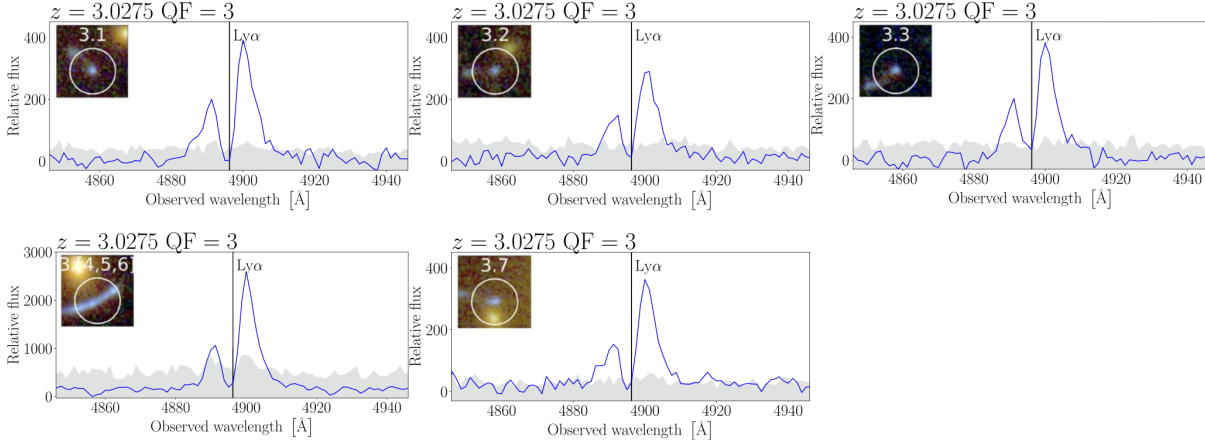 z = 3.0275 QF = 3
3.1
Lyα
Relative flux
400
200
0
4860
4880
4900
4920
4940
Observed wavelength [Å]
z = 3.0275 QF = 3
3.2
Lyα
Relative flux
400
200
0
4860
4880
4900
4920
4940
Observed wavelength [Å]
z = 3.0275 QF = 3
3.3
Lyα
Relative flux
400
200
0
4860
4880
4900
4920
4940
Observed wavelength [Å]
z = 3.0275 QF = 3
3.[4,5,6]
Lyα
Relative flux
3000
2000
1000
0
4860
4880
4900
4920
4940
Observed wavelength [Å]
z = 3.0275 QF = 3
3.7
Lyα
Relative flux
400
200
0
4860
4880
4900
4920
4940
Observed wavelength [Å]